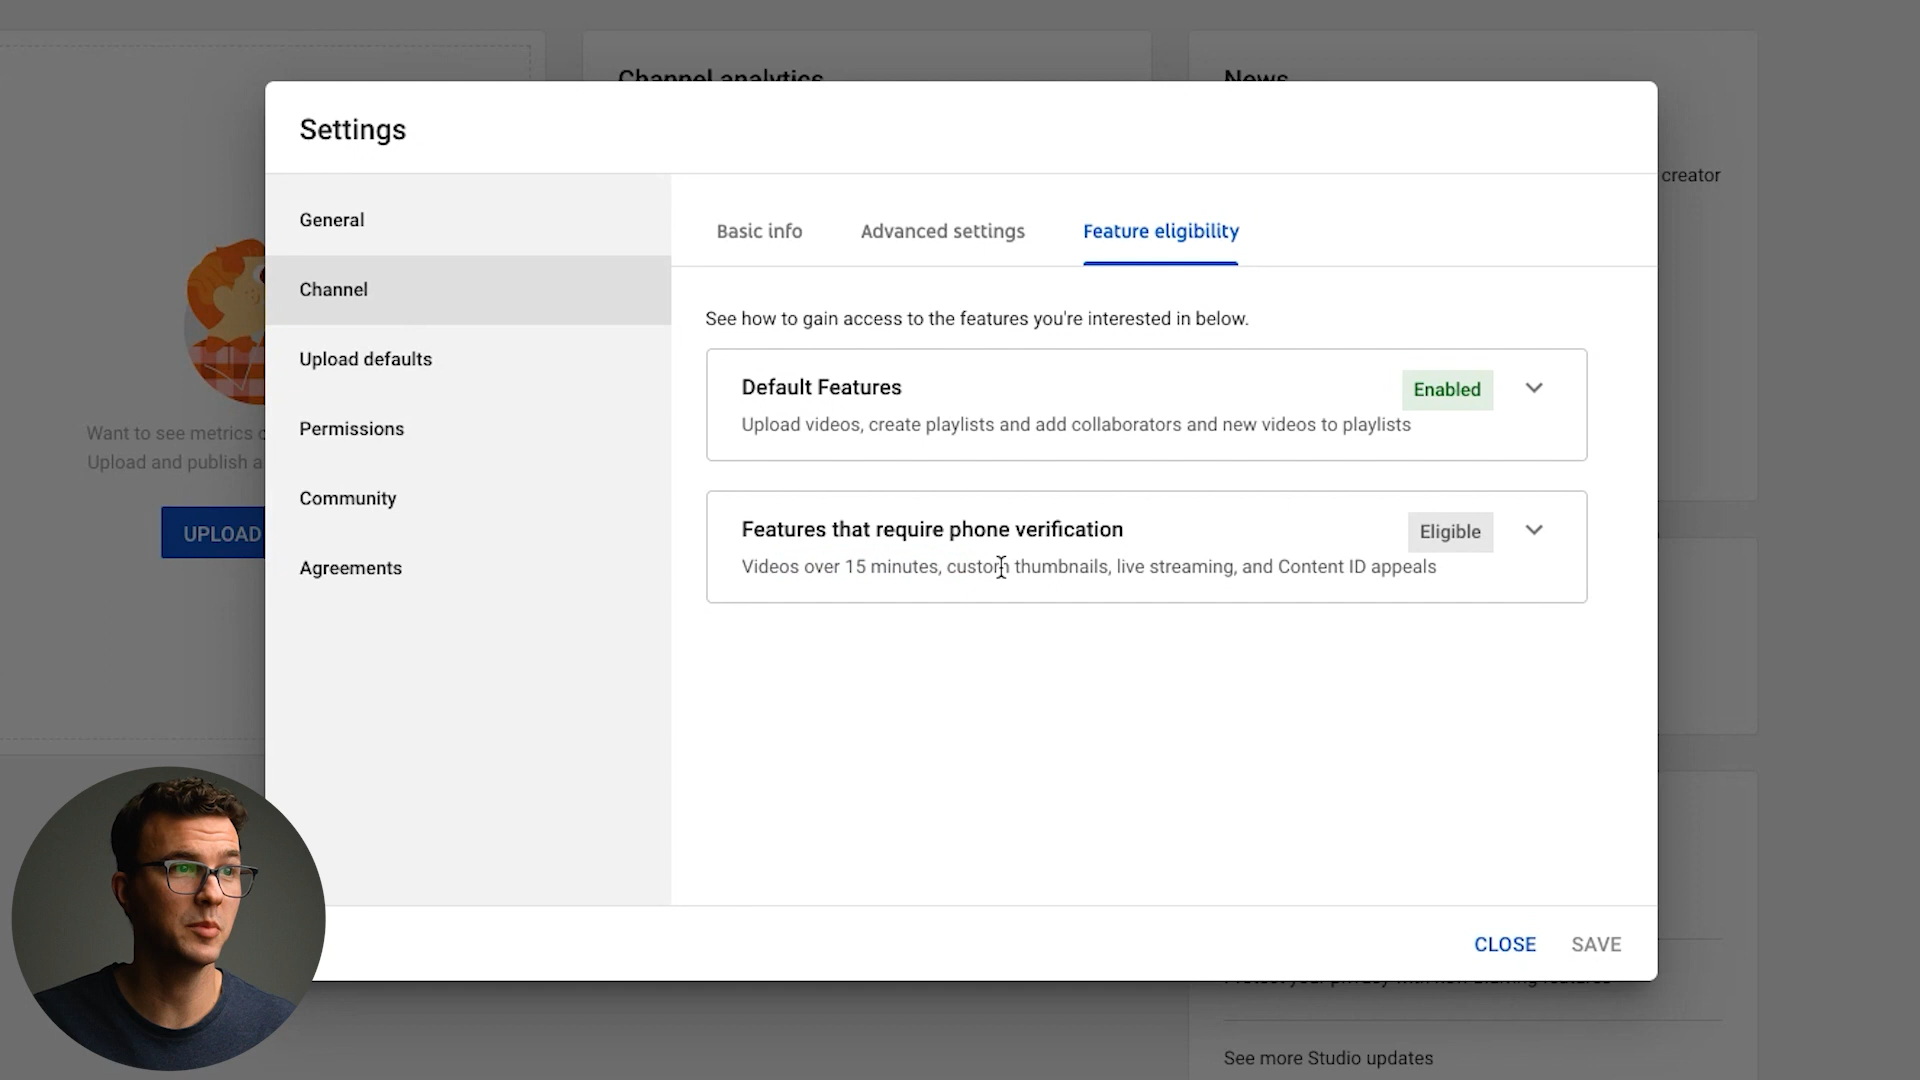 Channel analytics
News
Settings
creator
General
Basic info
Advanced settings
Feature eligibility
Channel
See how to gain access to the features you're interested in below.
Upload defaults
Default Features
Enabled
Upload videos, create playlists and add collaborators and new videos to playlists
Permissions
Want to see metrics
Upload and publish a
Community
Features that require phone verification
Eligible
UPLOAD
Videos over 15 minutes, custom thumbnails, live streaming, and Content ID appeals
Agreements
CLOSE
SAVE
See more Studio updates